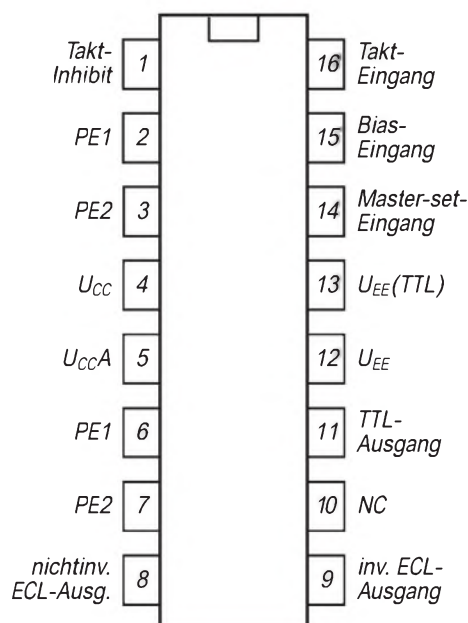 Takt-
Inhibit 1
16 Takt-
Eingang
PE1 2
15 Bias-
Eingang
PE2 3
14 Master-set-
Eingang
UCC 4
13 UEE(TTL)
UCCA 5
12 UEE
PE1 6
11 TTL-
Ausgang
PE2 7
10 NC
nichtinv.
ECL-Ausg. 8
9 inv. ECL-
Ausgang